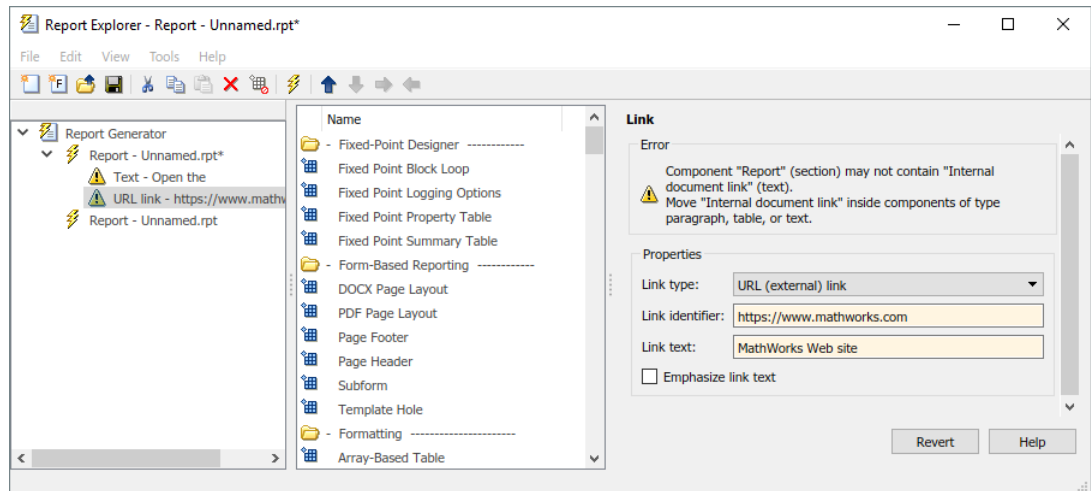 Report Explorer - Report - Unnamed.rpt*
File Edit View Tools Help
Report Generator
Report - Unnamed.rpt*
Text - Open the
URL link - https://www.mathw
Report - Unnamed.rpt
Name
- Fixed-Point Designer ------------
Fixed Point Block Loop
Fixed Point Logging Options
Fixed Point Property Table
Fixed Point Summary Table
- Form-Based Reporting ------------
DOCX Page Layout
PDF Page Layout
Page Footer
Page Header
Subform
Template Hole
- Formatting ----------------------
Array-Based Table
Link
Error
Component "Report" (section) may not contain "Internal
document link" (text).
Move "Internal document link" inside components of type
paragraph, table, or text.
Properties
Link type: URL (external) link
Link identifier: https://www.mathworks.com
Link text: MathWorks Web site
Emphasize link text
Revert Help